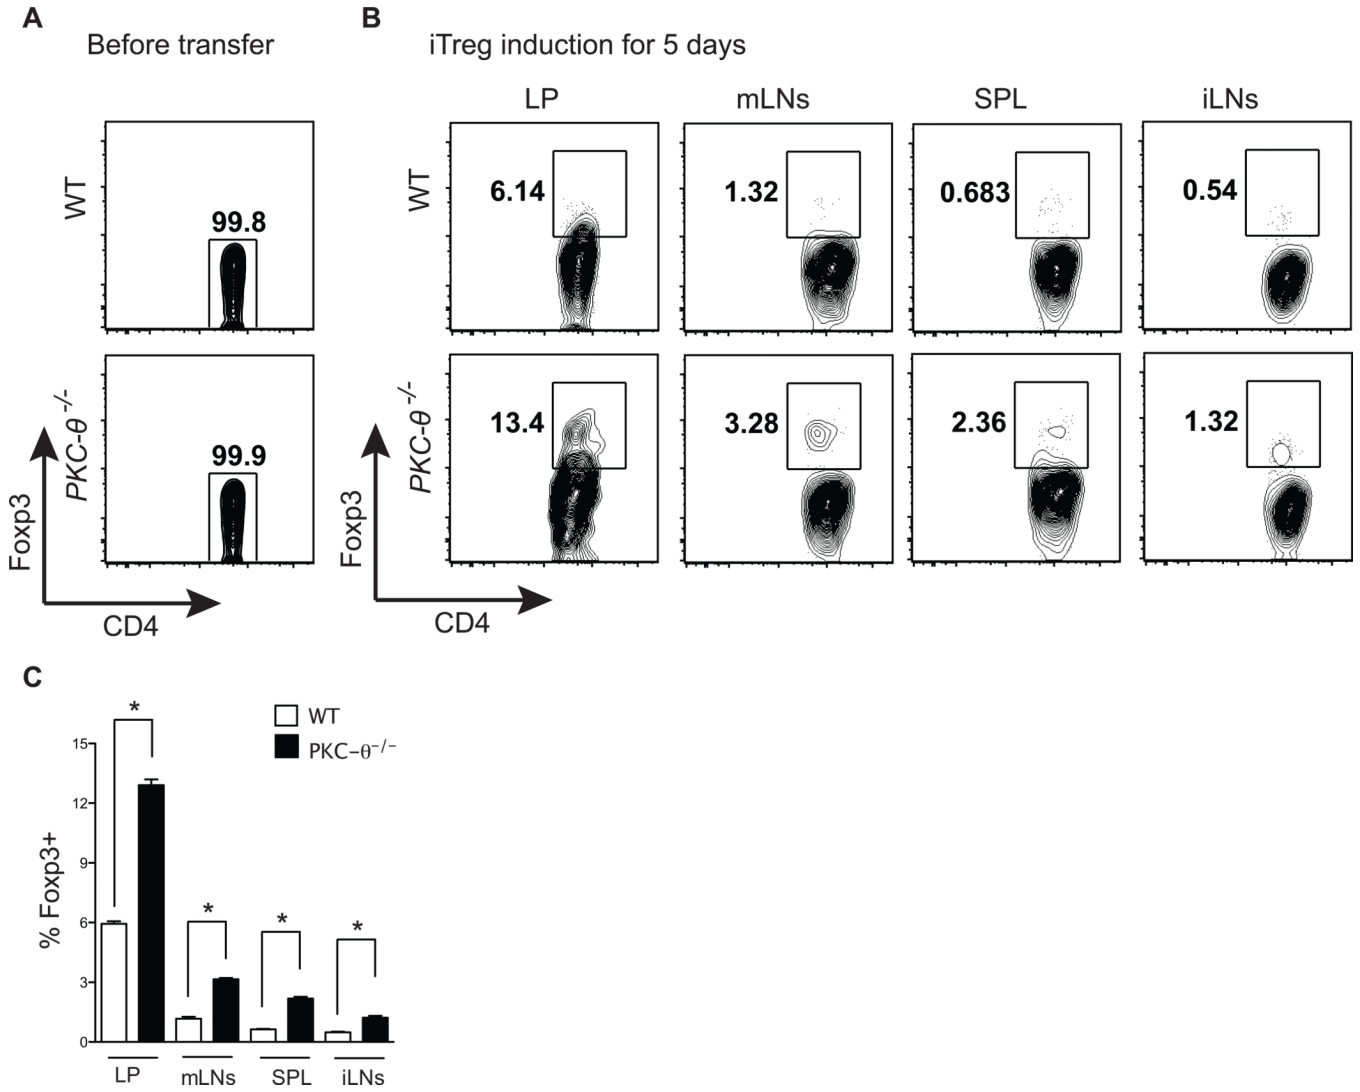 A
Before transfer
B
iTreg induction for 5 days
LP mLNs SPL iLNs
WT
99.8
WT
6.14
1.32
0.683
0.54
PKC-θ-/-
99.9
PKC-θ-/-
13.4
3.28
2.36
1.32
Foxp3
CD4
Foxp3
CD4
C
*
WT
PKC-θ-/-
15
12
9
6
3
0
% Foxp3+
*
*
*
LP mLNs SPL iLNs